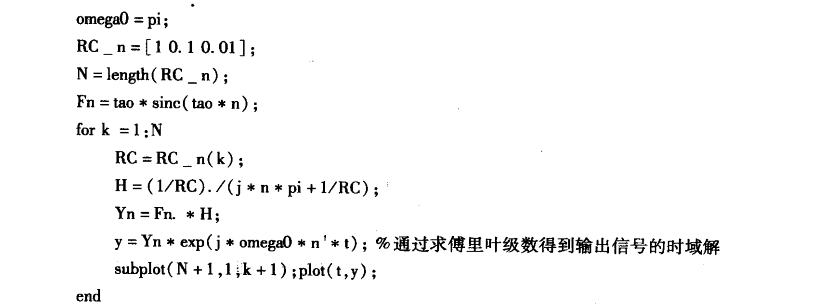 omega0 = pi;
RC _ n = [1 0.1 0.01];
N = length( RC _ n);
Fn = tao * sinc( tao * n);
for k = 1:N
RC = RC _ n(k);
H = (1/RC)./(j * n * pi + 1/RC);
Yn = Fn. * H;
y = Yn * exp(j * omega0 * n ' * t); %通过求傅里叶级数得到输出信号的时域解
subplot( N + 1,1,k + 1);plot(t,y);
end